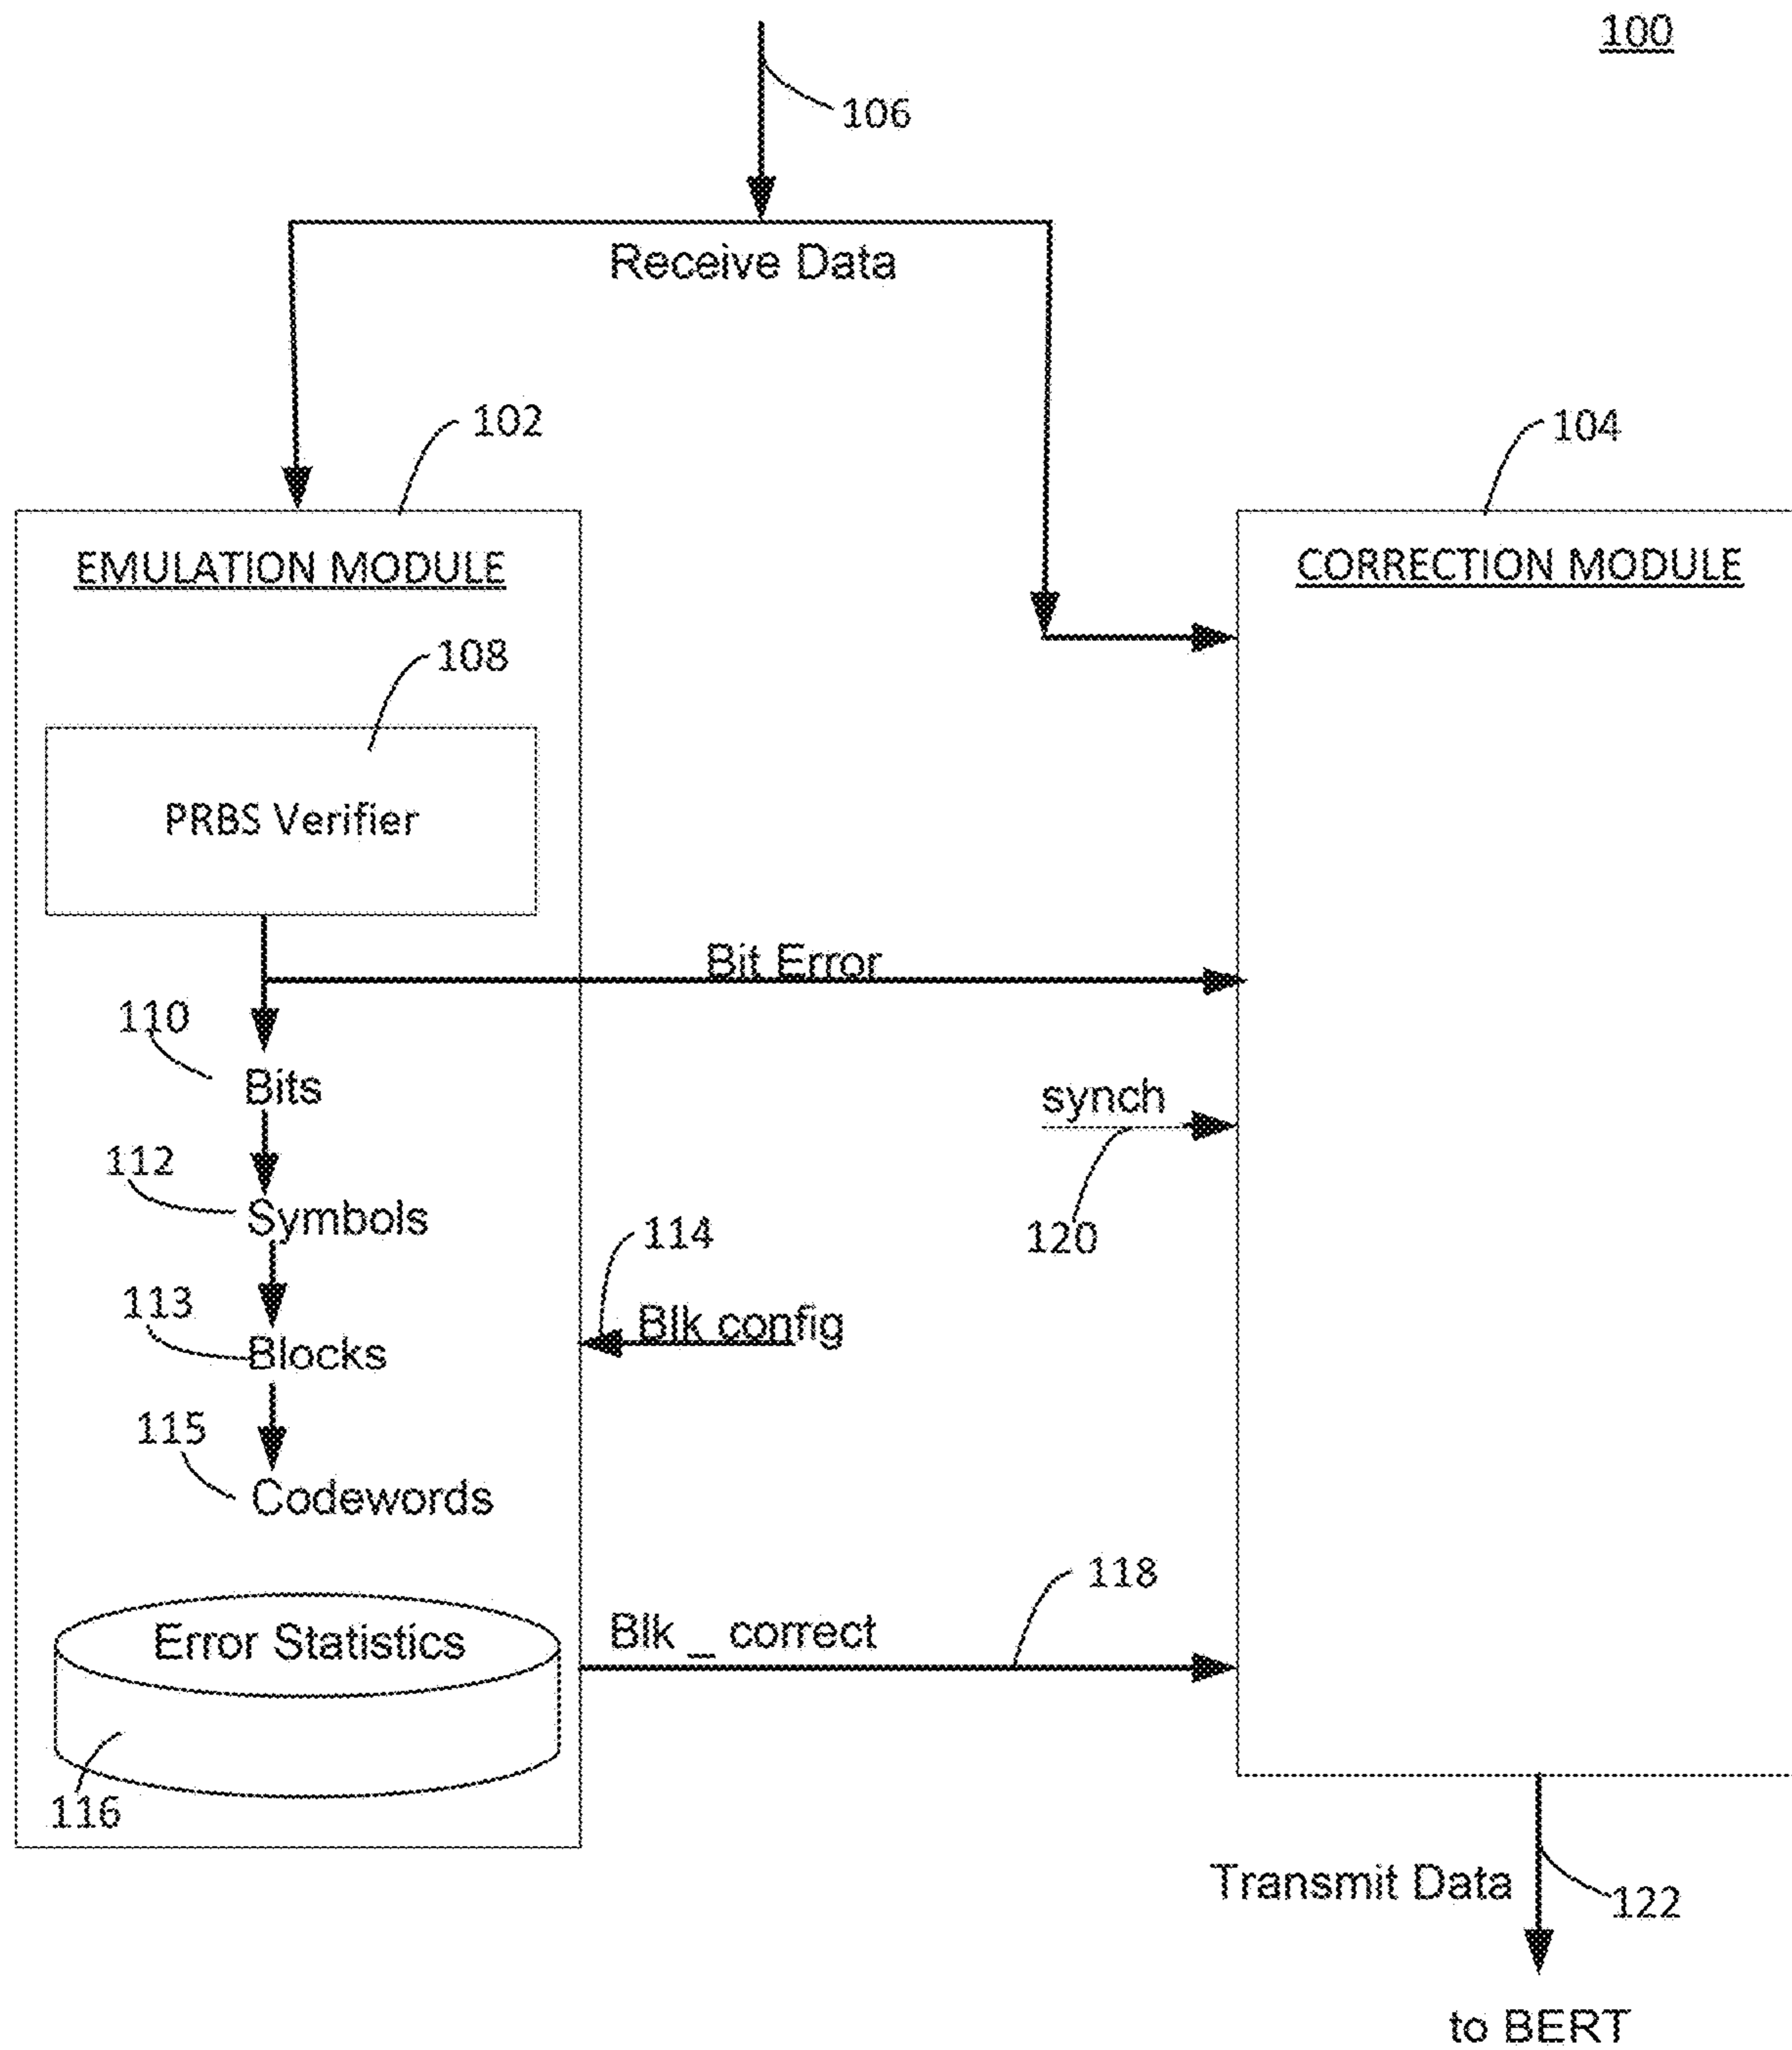 100
106
Receive Data
102
104
EMULATION MODULE
CORRECTION MODULE
108
PRBS Verifier
Bit Error
110
Bits
synch
112
Symbols
114
120
113
Blk config
Blocks
115
Codewords
118
Error Statistics
Blk _ correct
116
Transmit Data
122
to BERT